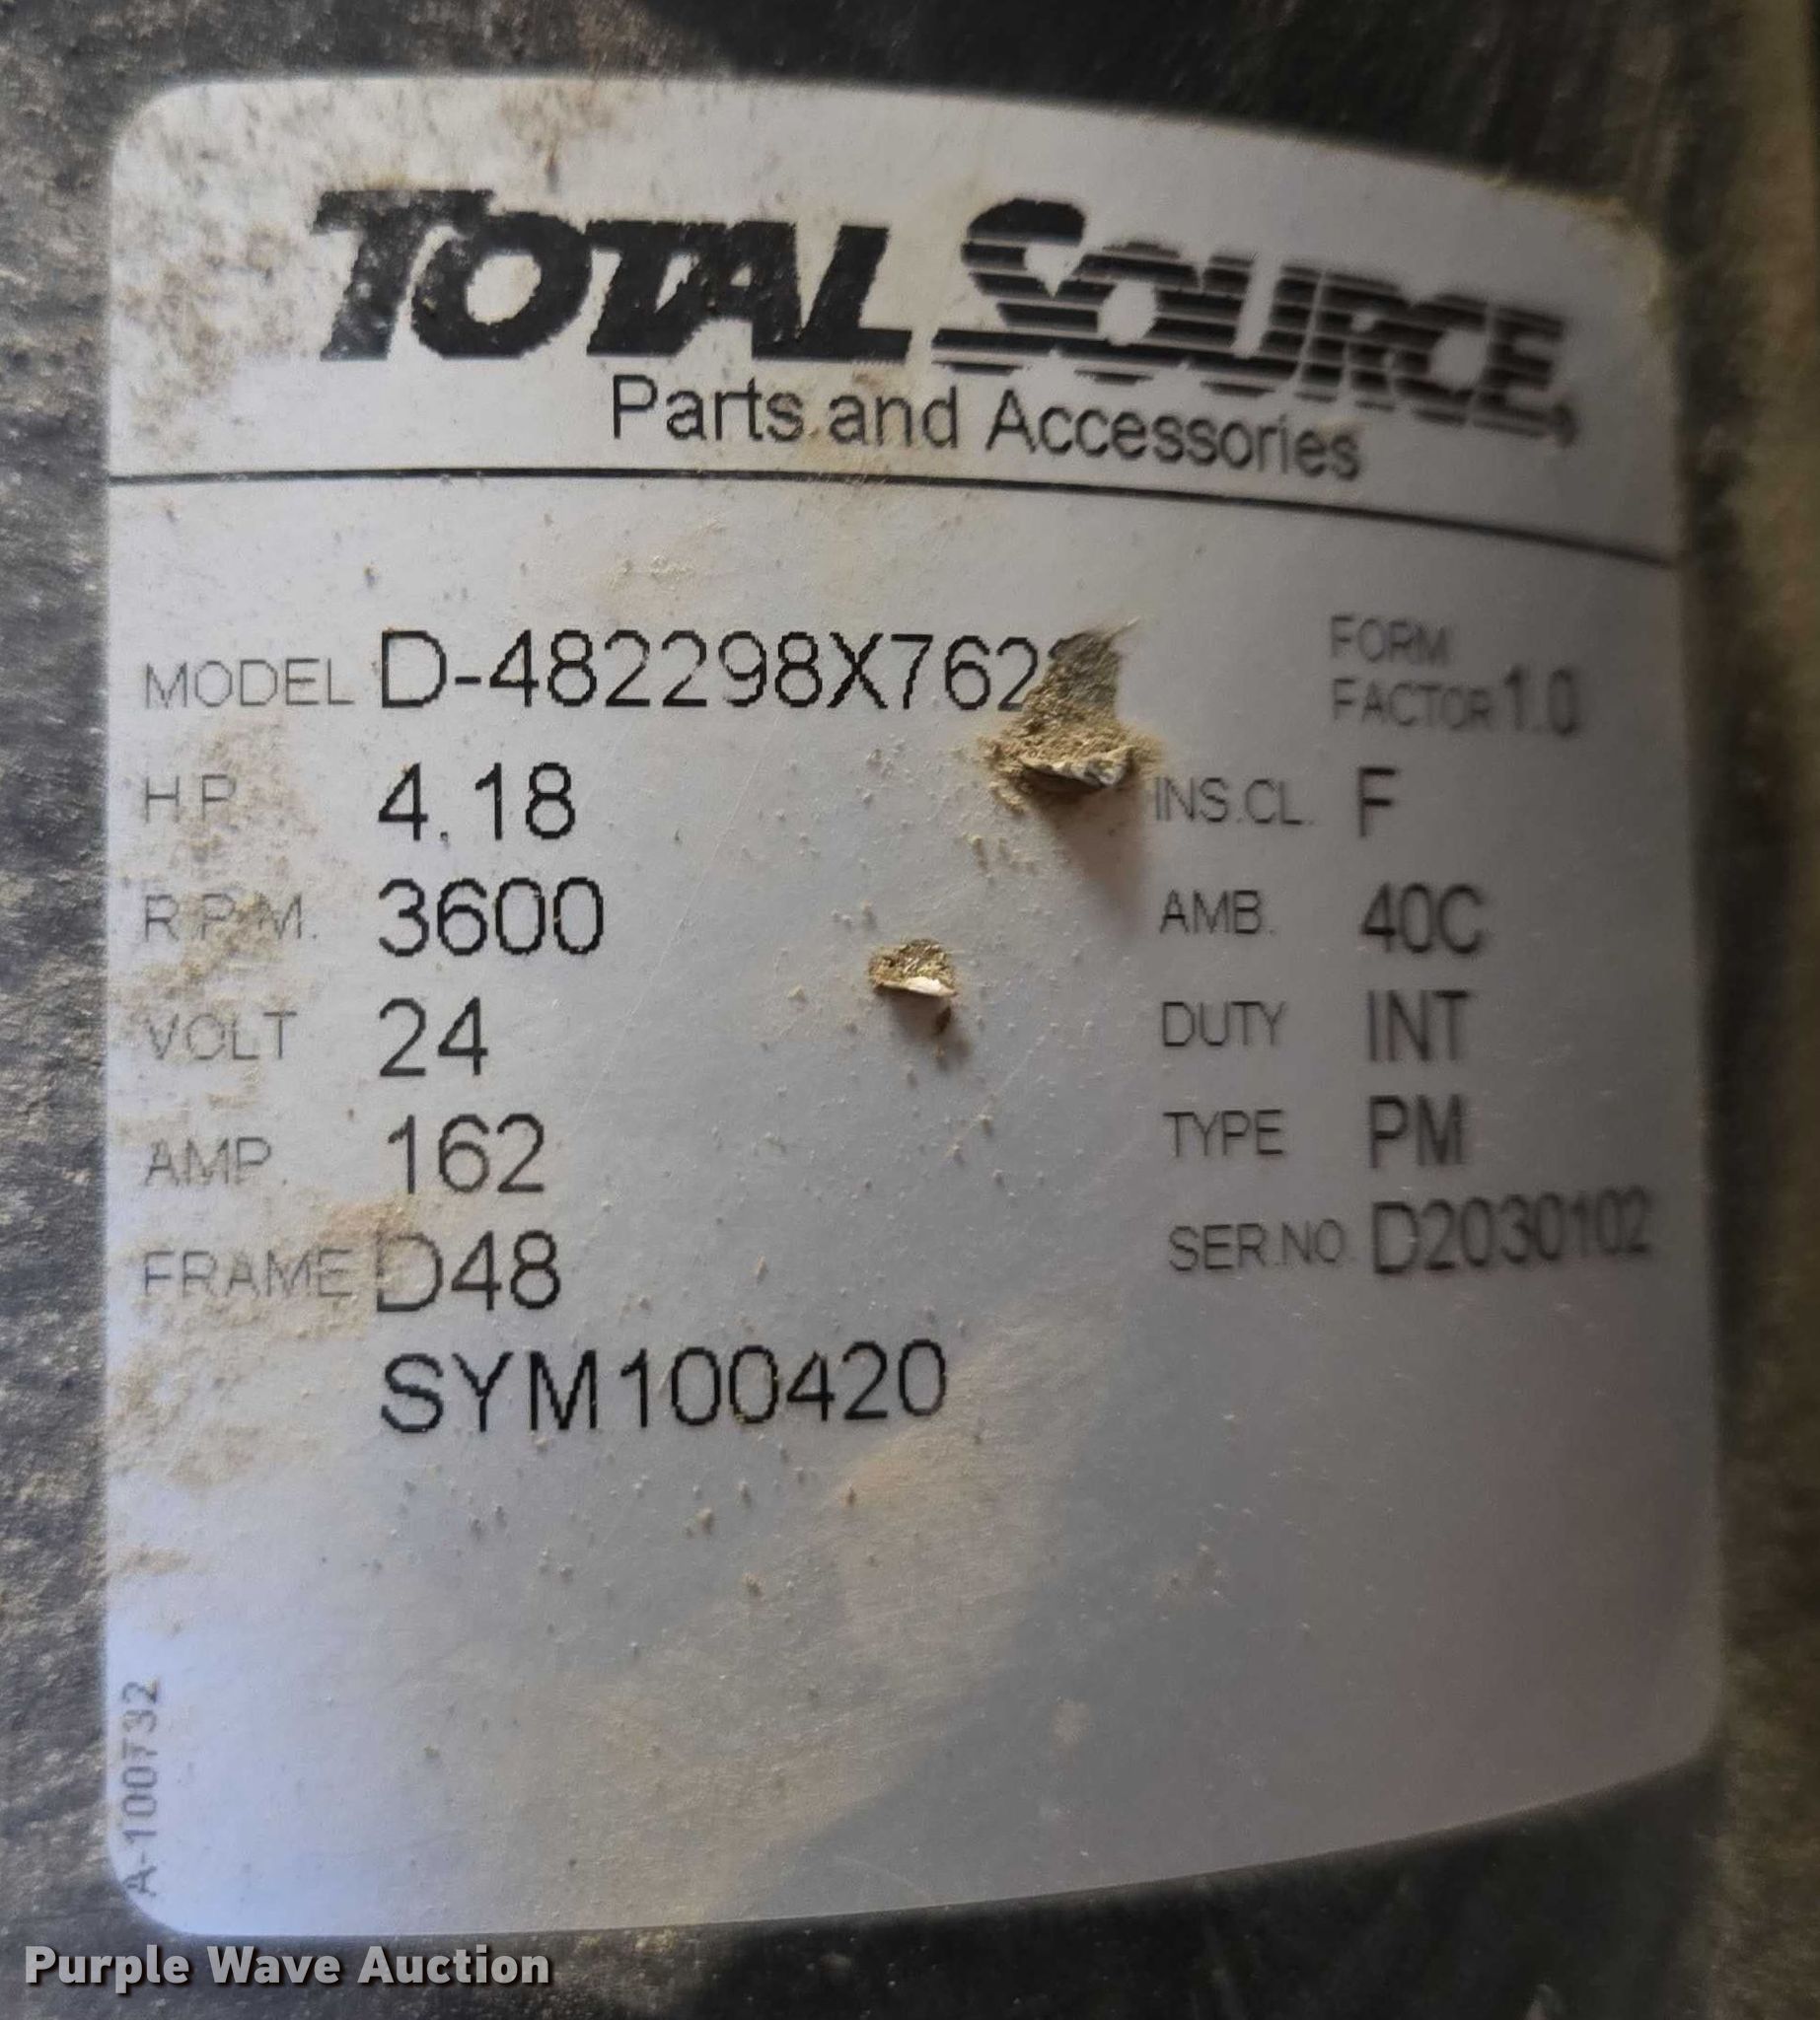 TOTAL SOURCE®
Parts and Accessories
MODEL D-482298X762
FORM FACTOR 1.0
H.P. 4.18
INS.CL. F
R.P.M. 3600
AMB. 40C
VOLT 24
DUTY INT
AMP. 162
TYPE PM
FRAME D48
SER.NO. D2030102
SYM100420
A-100732
Purple Wave Auction